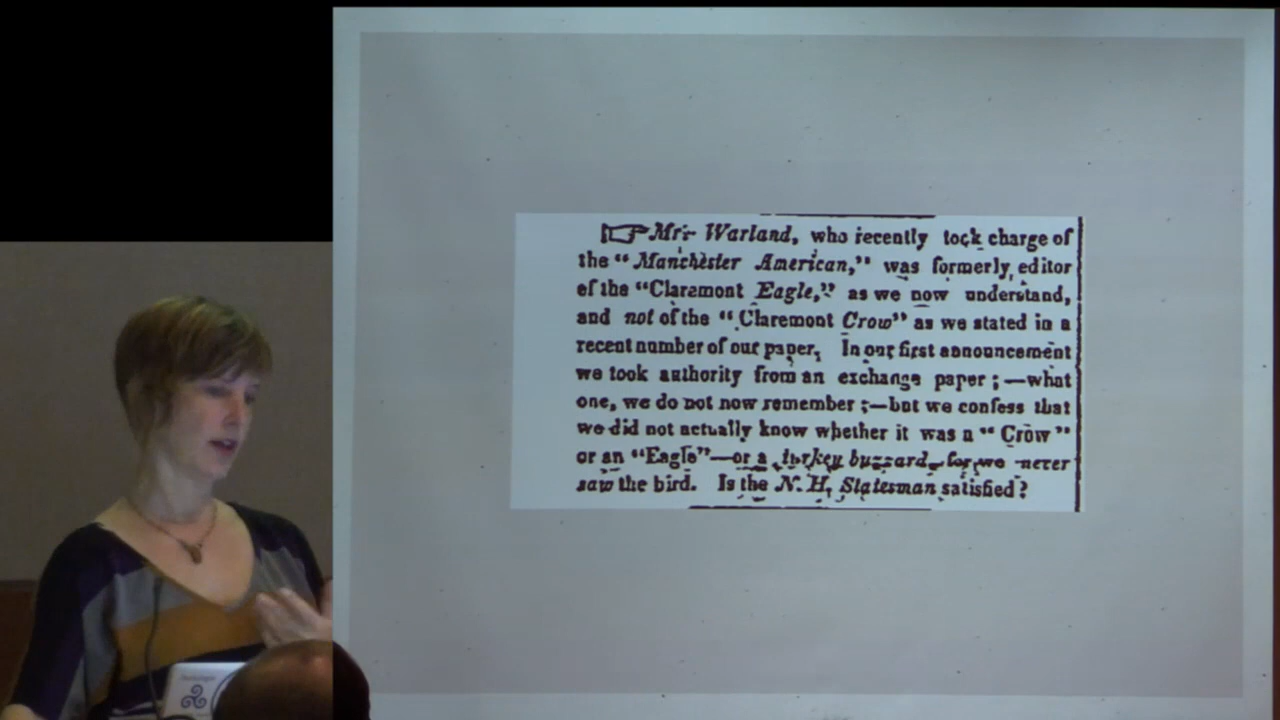 ☞Mr. Warland, who recently took charge of
the "Manchester American," was formerly editor
of the "Claremont Eagle," as we now understand,
and not of the "Claremont Crow" as we stated in a
recent number of our paper. In our first announcement
we took authority from an exchange paper ;—what
one, we do not now remember ;—but we confess that
we did not actually know whether it was a "Crow"
or an "Eagle"—or a turkey buzzard, for we never
saw the bird. Is the N. H. Statesman satisfied?